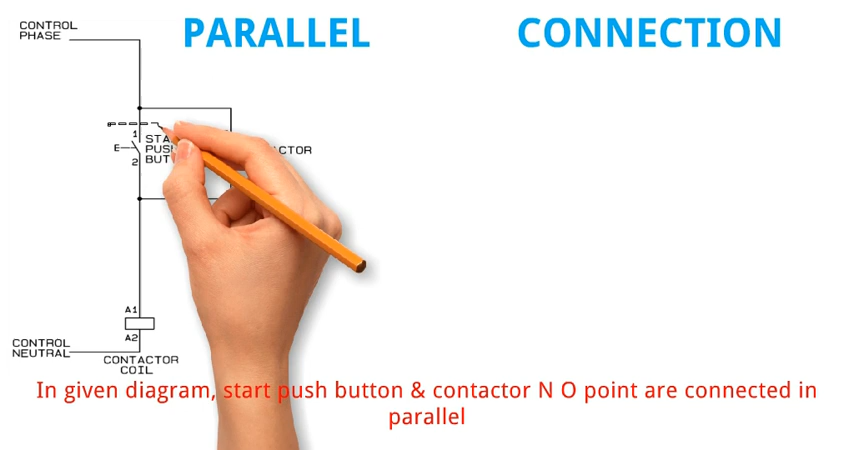 CONTROL
PHASE
PARALLEL CONNECTION
1
E
2
A1
A2
CONTROL
NEUTRAL
CONTACTOR
COIL
In given diagram, start push button & contactor N O point are connected in
parallel